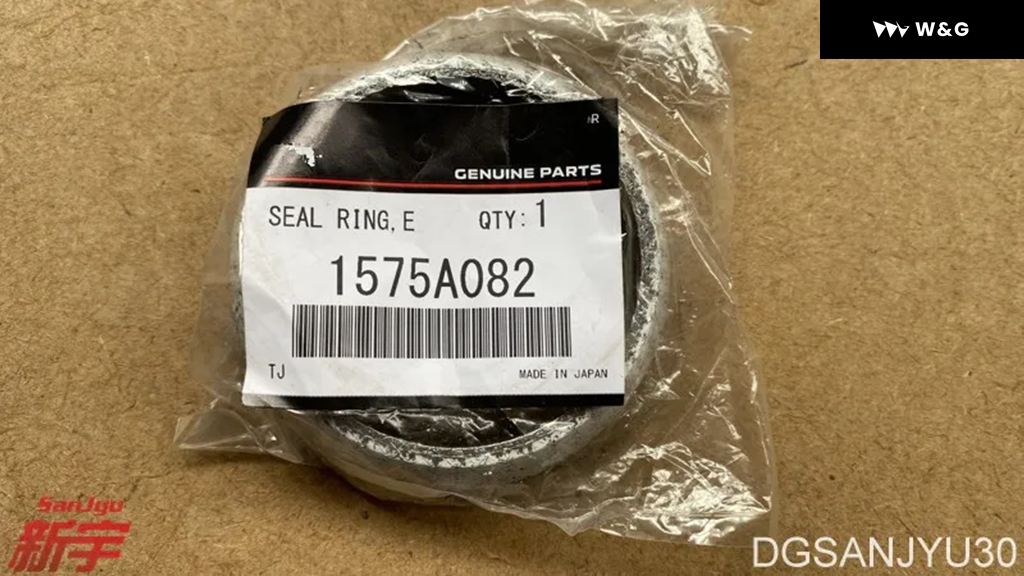 W&G
R
GENUINE PARTS
SEAL RING, E QTY: 1
1575A082
TJ MADE IN JAPAN
SanJyu
新宇
DGSANJYU30